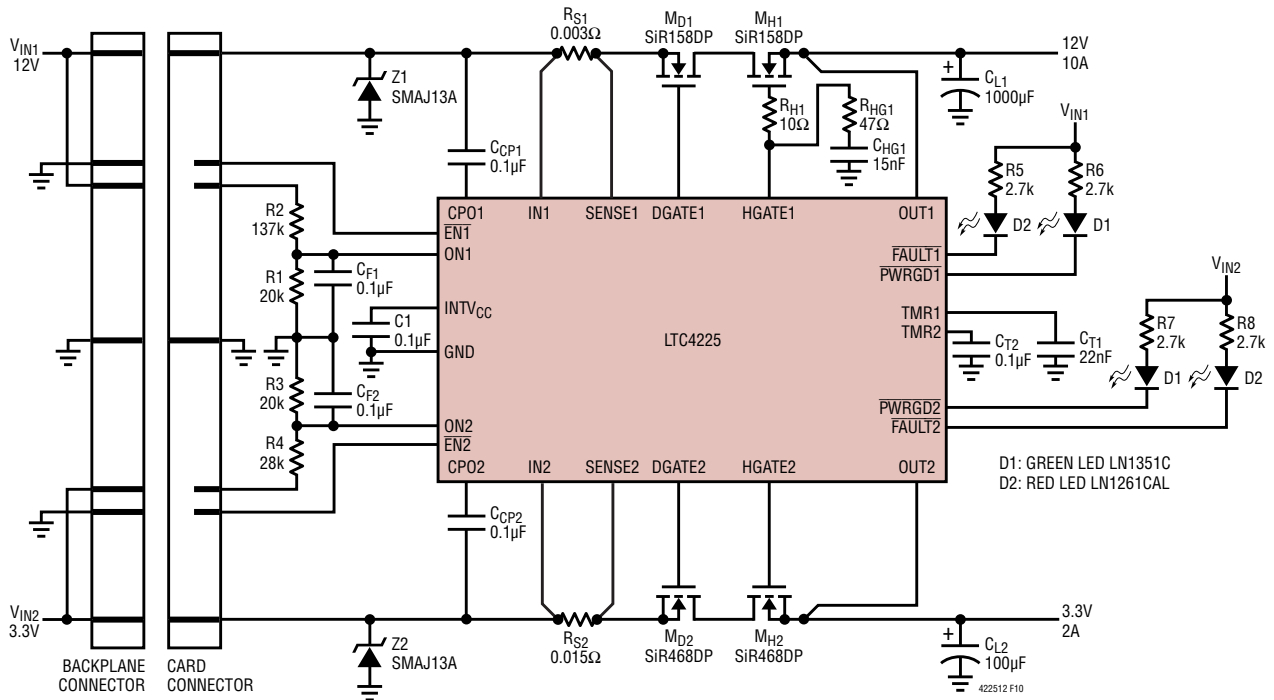 V_IN1
12V
BACKPLANE
CONNECTOR
CARD
CONNECTOR
V_IN2
3.3V
Z1
SMAJ13A
R_S1
0.003Ω
M_D1
SiR158DP
M_H1
SiR158DP
12V
10A
+
C_L1
1000µF
R_H1
10Ω
R_HG1
47Ω
C_HG1
15nF
C_CP1
0.1µF
V_IN1
R5
2.7k
R6
2.7k
D2
D1
R2
137k
R1
20k
C_F1
0.1µF
C1
0.1µF
R3
20k
C_F2
0.1µF
R4
28k
CPO1
IN1
SENSE1
DGATE1
HGATE1
OUT1
EN1
ON1
INTV_CC
GND
ON2
EN2
CPO2
IN2
SENSE2
DGATE2
HGATE2
OUT2
LTC4225
FAULT1
PWRGD1
TMR1
TMR2
PWRGD2
FAULT2
C_T2
0.1µF
C_T1
22nF
V_IN2
R7
2.7k
R8
2.7k
D1
D2
D1: GREEN LED LN1351C
D2: RED LED LN1261CAL
C_CP2
0.1µF
Z2
SMAJ13A
R_S2
0.015Ω
M_D2
SiR468DP
M_H2
SiR468DP
3.3V
2A
+
C_L2
100µF
422512 F10